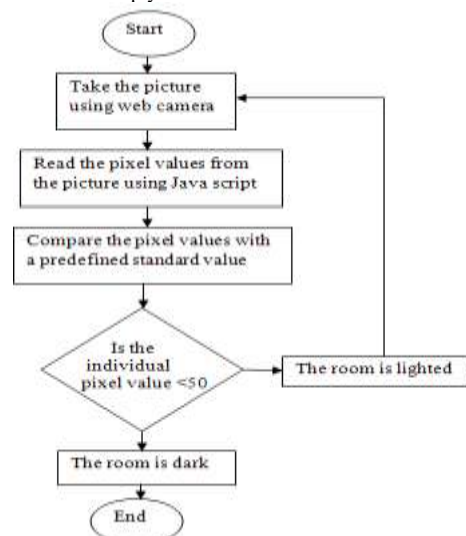 Start
Take the picture
using web camera
Read the pixel values from
the picture using Java script
Compare the pixel values with
a predefined standard value
Is the
individual
pixel value <50
The room is lighted
The room is dark
End